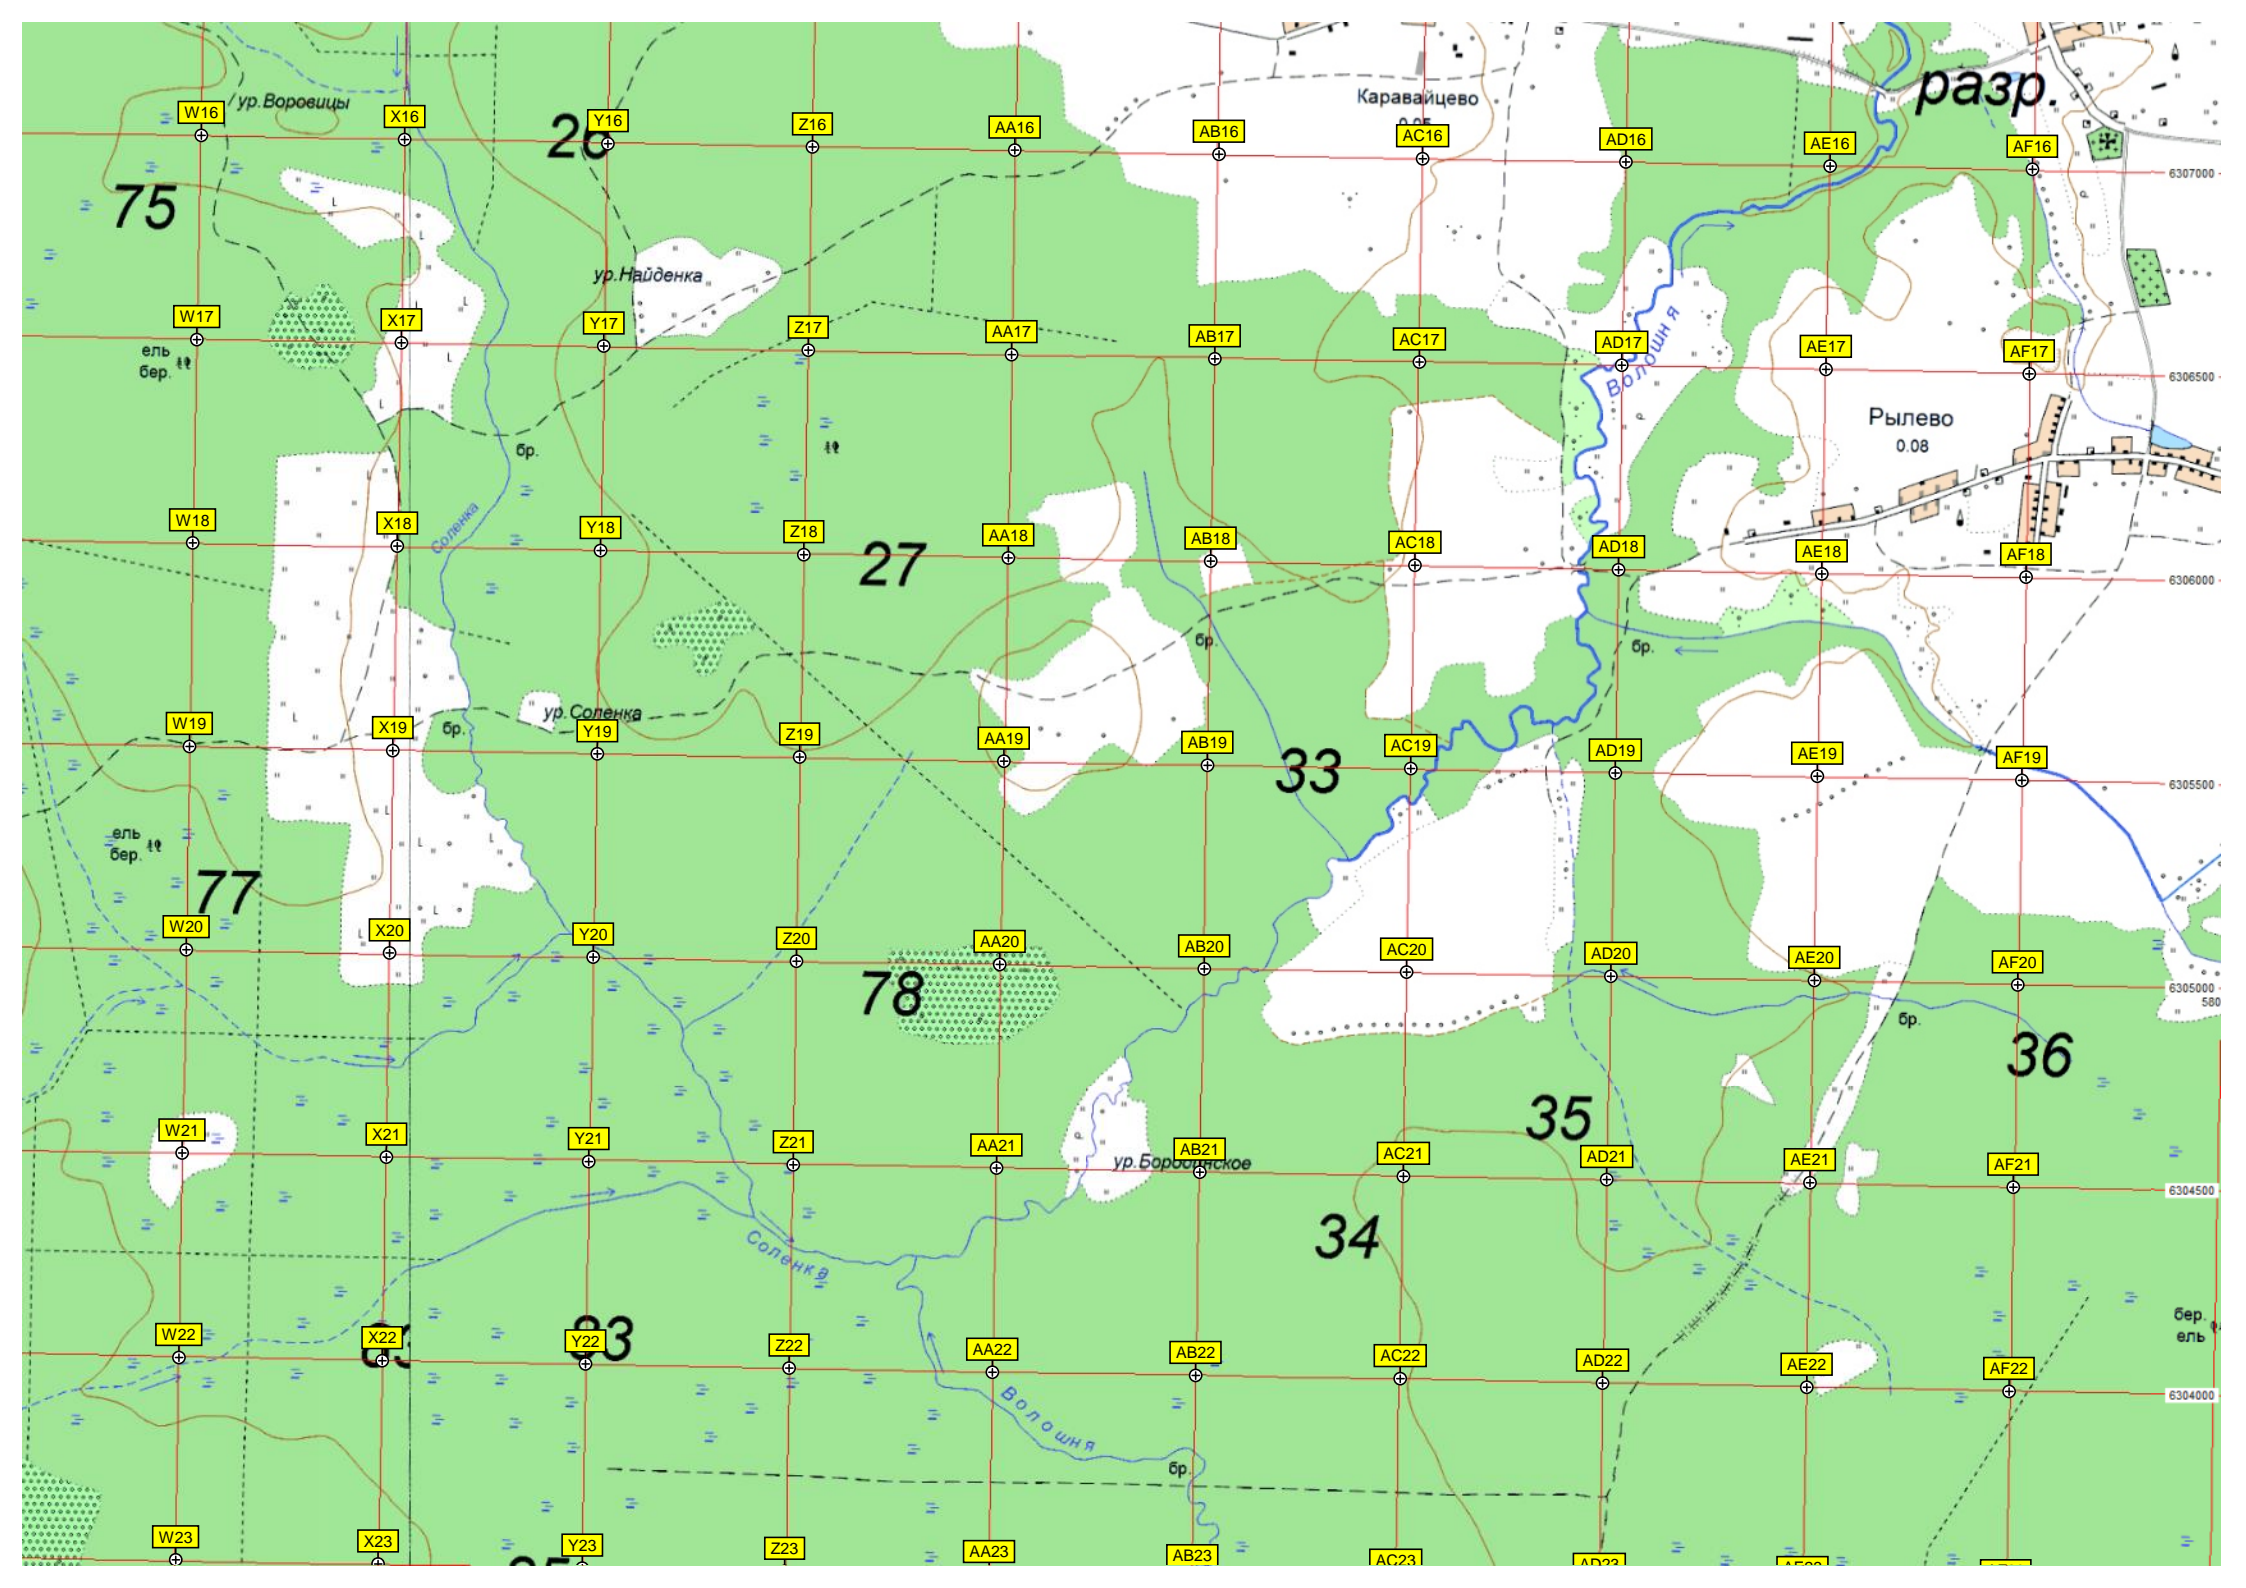 разр.
ур.Воровицы
Каравайцево
W16
X16
Y16
Z16
AA16
AB16
AC16
AD16
AE16
AF16
26
6307000
75
ур.Найденка
Волошня
W17
X17
Y17
Z17
AA17
AB17
AC17
AD17
AE17
AF17
6306500
ель
бер.
Рылево
0.08
бр.
Соленка
W18
X18
Y18
Z18
AA18
AB18
AC18
AD18
AE18
AF18
27
6306000
бр.
бр.
ур.Соленка
бр.
W19
X19
Y19
Z19
AA19
AB19
AC19
AD19
AE19
AF19
33
6305500
ель
бер.
77
W20
X20
Y20
Z20
AA20
AB20
AC20
AD20
AE20
AF20
6305000
580
78
бр.
36
35
W21
X21
Y21
Z21
AA21
AB21
AC21
AD21
AE21
AF21
6304500
34
Соленка
бер.
ель
W22
X22
Y22
Z22
AA22
AB22
AC22
AD22
AE22
AF22
83
6304000
Волошня
бр.
W23
X23
Y23
Z23
AA23
AB23
AC23
AD23